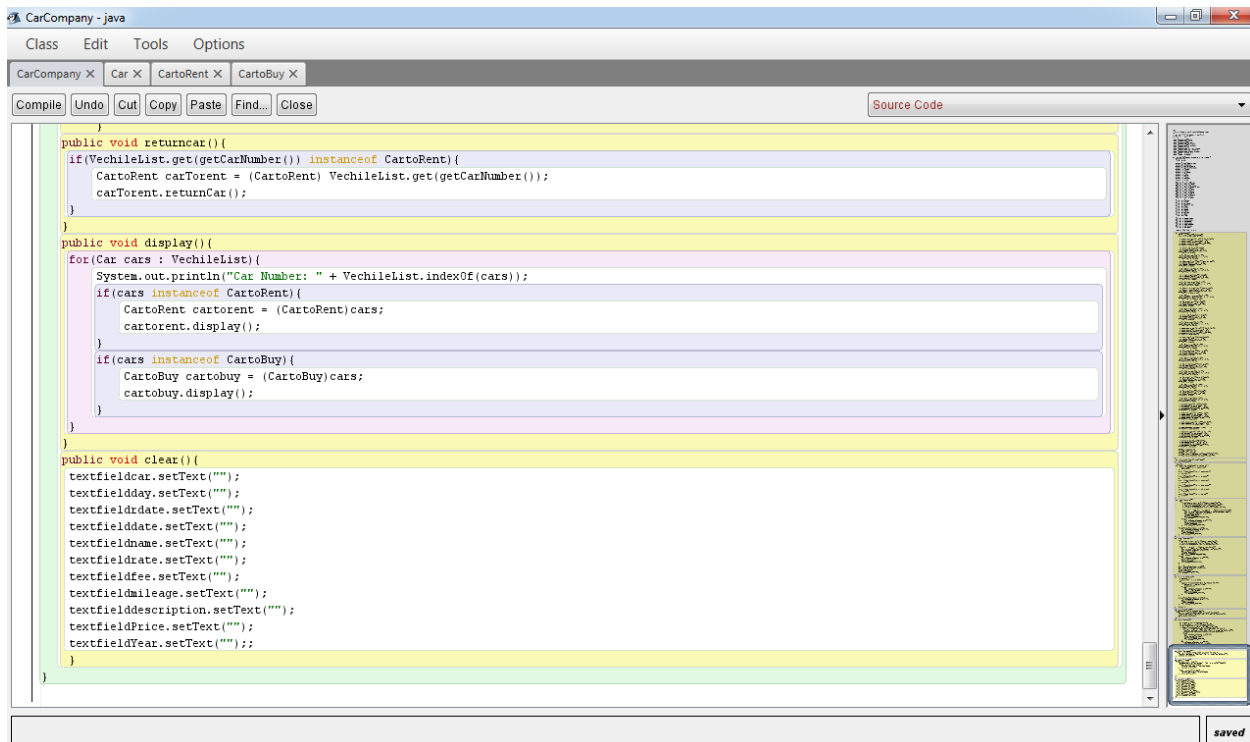 CarCompany - java
Class Edit Tools Options
CarCompany X Car X CartoRent X CartoBuy X
Compile Undo Cut Copy Paste Find... Close Source Code
}
public void returncar(){
if(VechileList.get(getCarNumber()) instanceof CartoRent){
CartoRent carTorent = (CartoRent) VechileList.get(getCarNumber());
carTorent.returnCar();
}
}
public void display(){
for(Car cars : VechileList){
System.out.println("Car Number: " + VechileList.indexOf(cars));
if(cars instanceof CartoRent){
CartoRent cartorent = (CartoRent)cars;
cartorent.display();
}
if(cars instanceof CartoBuy){
CartoBuy cartobuy = (CartoBuy)cars;
cartobuy.display();
}
}
}
public void clear(){
textfieldcar.setText("");
textfieldday.setText("");
textfieldrdate.setText("");
textfielddate.setText("");
textfieldname.setText("");
textfieldrate.setText("");
textfieldfee.setText("");
textfieldmileage.setText("");
textfielddescription.setText("");
textfieldPrice.setText("");
textfieldYear.setText("");;
}
}
saved